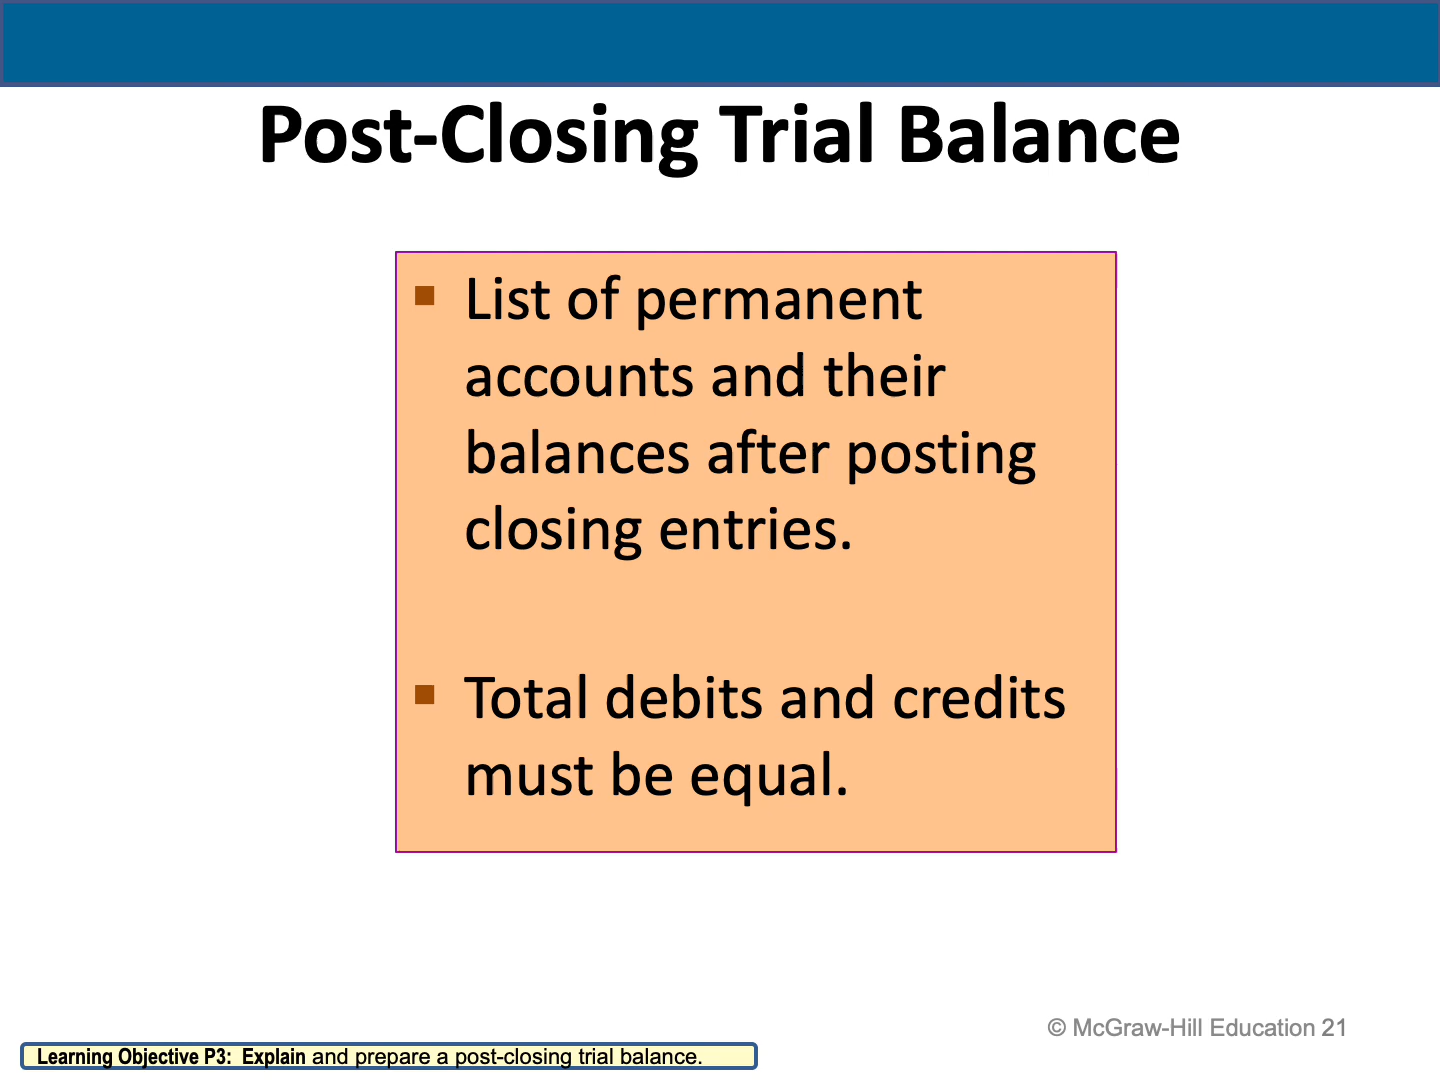 Post-Closing Trial Balance
▪ List of permanent
accounts and their
balances after posting
closing entries.
▪ Total debits and credits
must be equal.
© McGraw-Hill Education 21
Learning Objective P3: Explain and prepare a post-closing trial balance.